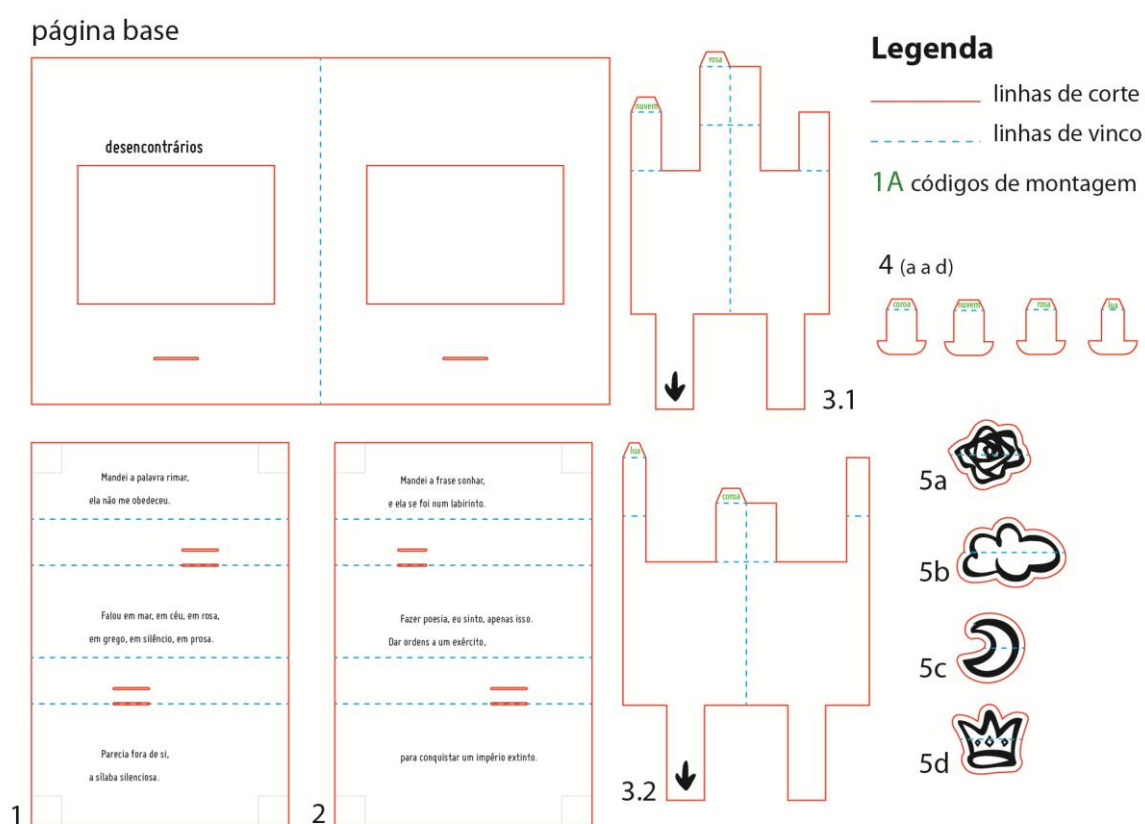 página base
desencontrários
nuvem
rosa
3.1
Legenda
linhas de corte
linhas de vinco
1A códigos de montagem
4 (a a d)
coroa
nuvem
rosa
lua
Mandei a palavra rimar,
ela não me obedeceu.
Falou em mar, em céu, em rosa,
em grego, em silêncio, em prosa.
Parecia fora de si,
a sílaba silenciosa.
1
Mandei a frase sonhar,
e ela se foi num labirinto.
Fazer poesia, eu sinto, apenas isso.
Dar ordens a um exército,
para conquistar um império extinto.
2
lua
coroa
3.2
5a
5b
5c
5d